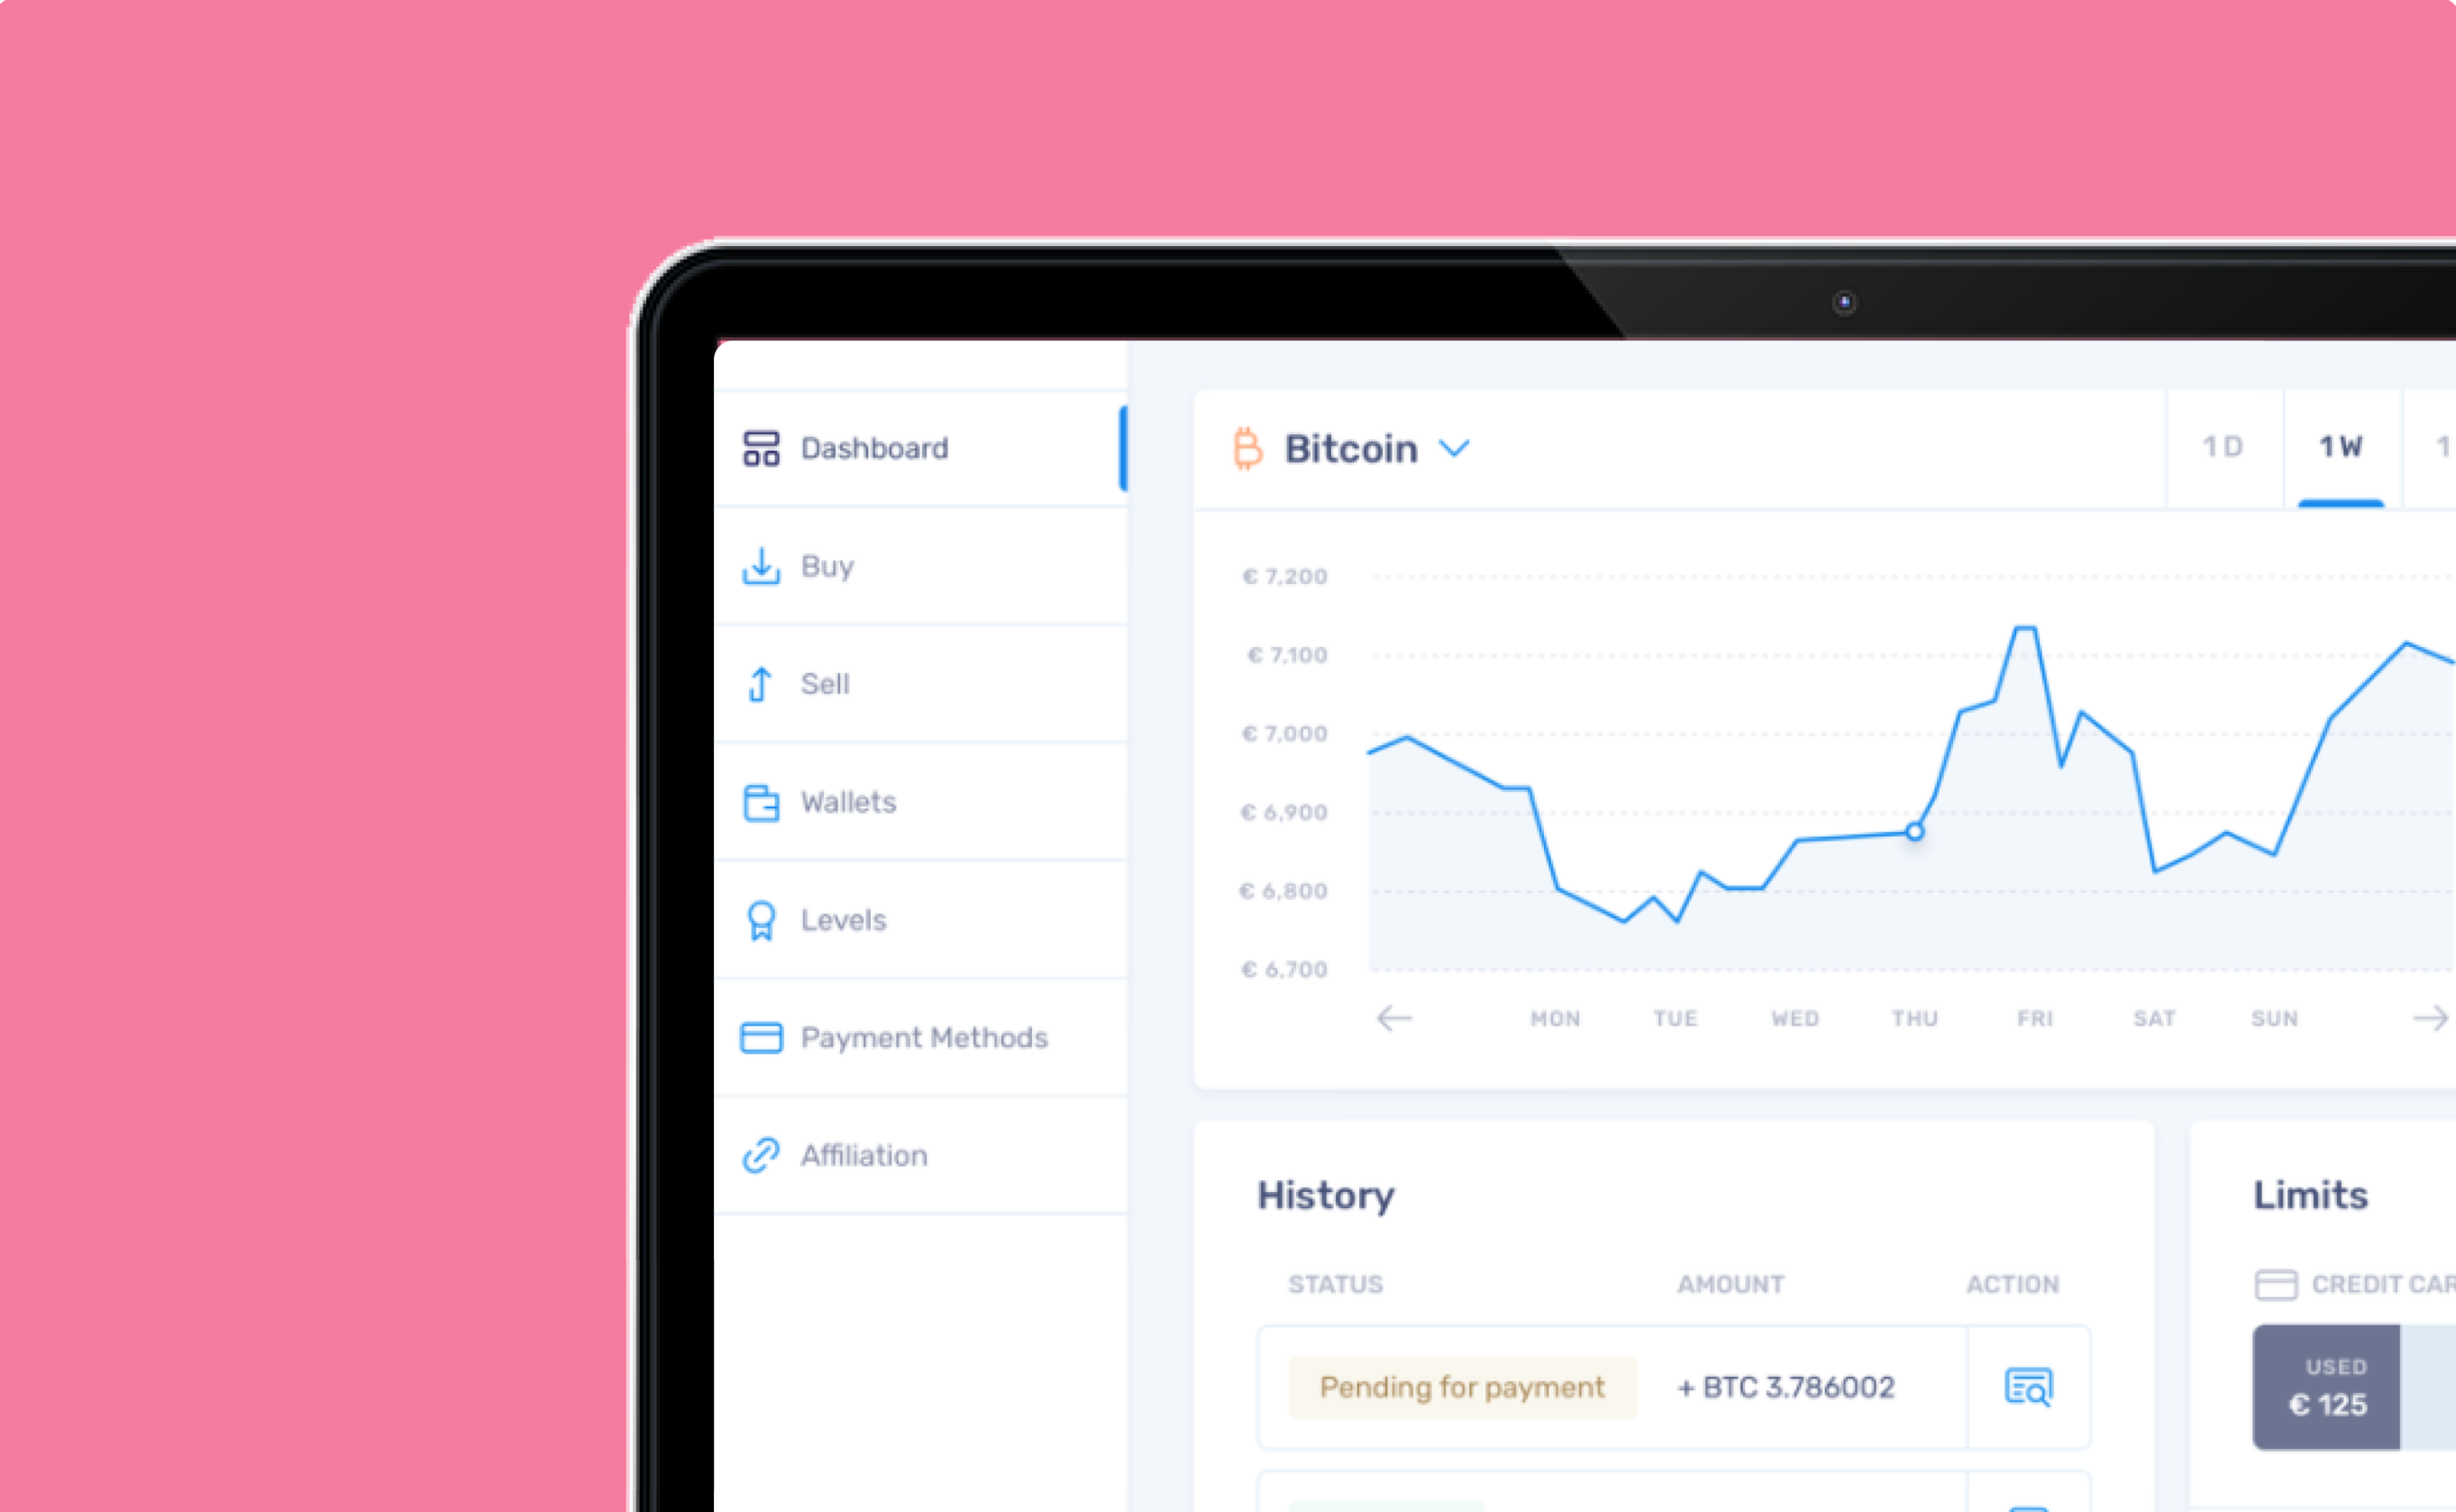 Dashboard
Buy
Sell
Wallets
Levels
Payment Methods
Affiliation
Bitcoin
1D
1W
1
€ 7,200
€ 7,100
€ 7,000
€ 6,900
€ 6,800
€ 6,700
MON TUE WED THU FRI SAT SUN
History
STATUS AMOUNT ACTION
Pending for payment + BTC 3.786002
Limits
CREDIT CAR
USED
€ 125